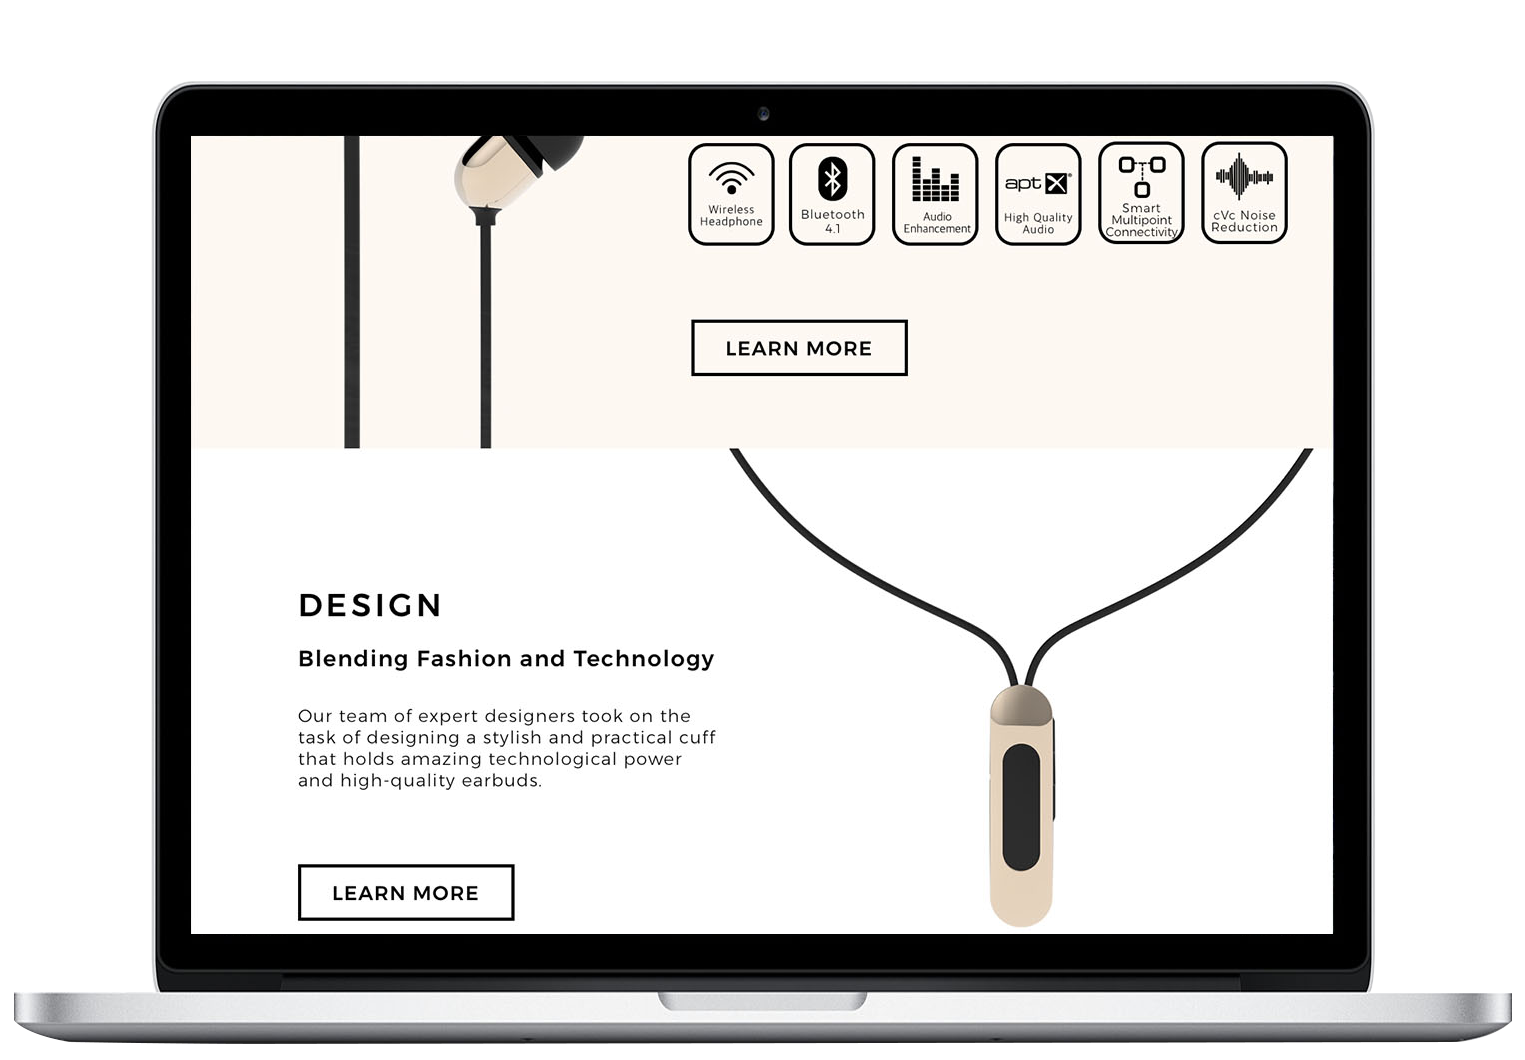 Wireless
Headphone
Bluetooth
4.1
Audio
Enhancement
aptX®
High Quality
Audio
Smart
Multipoint
Connectivity
cVc Noise
Reduction
LEARN MORE
DESIGN
Blending Fashion and Technology
Our team of expert designers took on the
task of designing a stylish and practical cuff
that holds amazing technological power
and high-quality earbuds.
LEARN MORE